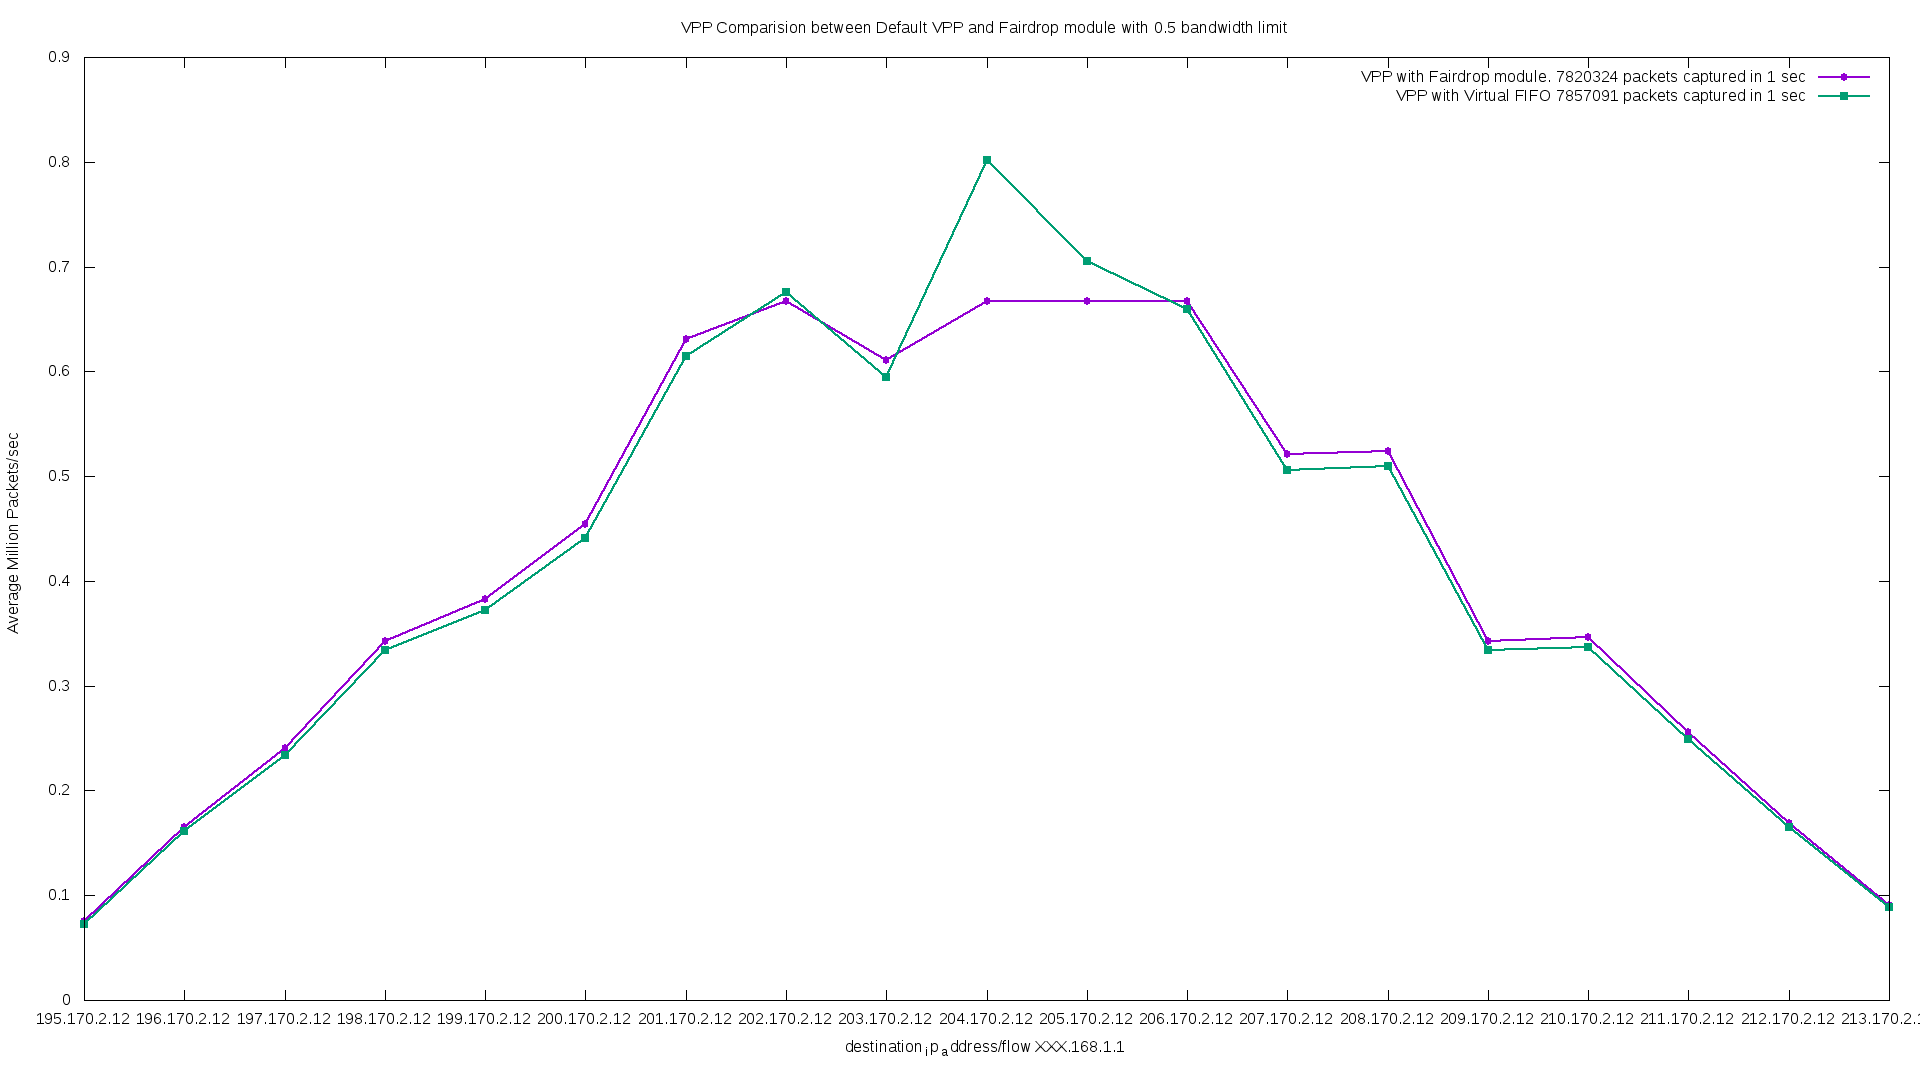 VPP Comparision between Default VPP and Fairdrop module with 0.5 bandwidth limit
VPP with Fairdrop module. 7820324 packets captured in 1 sec
VPP with Virtual FIFO 7857091 packets captured in 1 sec
0.9
0.8
0.7
0.6
0.5
0.4
0.3
0.2
0.1
0
Average Million Packets/sec
195.170.2.12 196.170.2.12 197.170.2.12 198.170.2.12 199.170.2.12 200.170.2.12 201.170.2.12 202.170.2.12 203.170.2.12 204.170.2.12 205.170.2.12 206.170.2.12 207.170.2.12 208.170.2.12 209.170.2.12 210.170.2.12 211.170.2.12 212.170.2.12 213.170.2.1
destination ip address/flow XXX.168.1.1